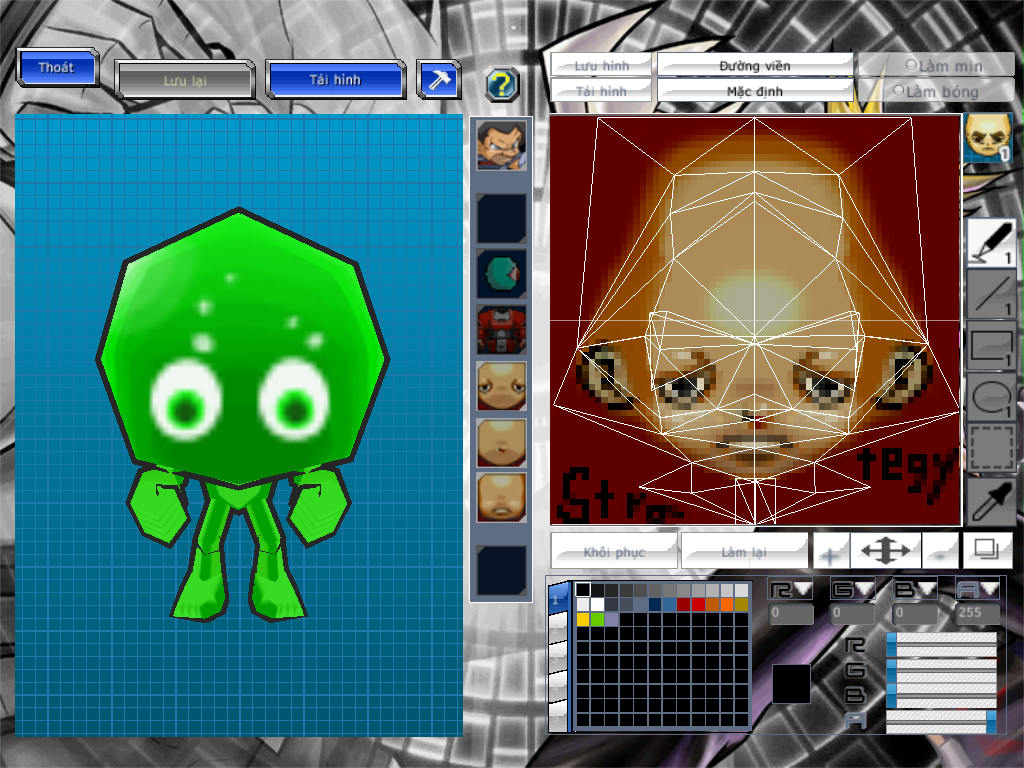 Thoát
Lưu lại
Tải hình
?
Lưu hình
Đường viền
Làm mịn
Tải hình
Mặc định
Làm bóng
1
1
1
1
1
Stra.
tegy
Khôi phục
Làm lại
+
-
1
R G B A
0 0 0 255
R
G
B
A